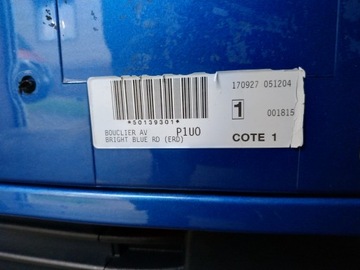 170927 051204
1
001815
*50139301*
BOUCLIER AV P1U0
BRIGHT BLUE RD (ERD)
COTE 1